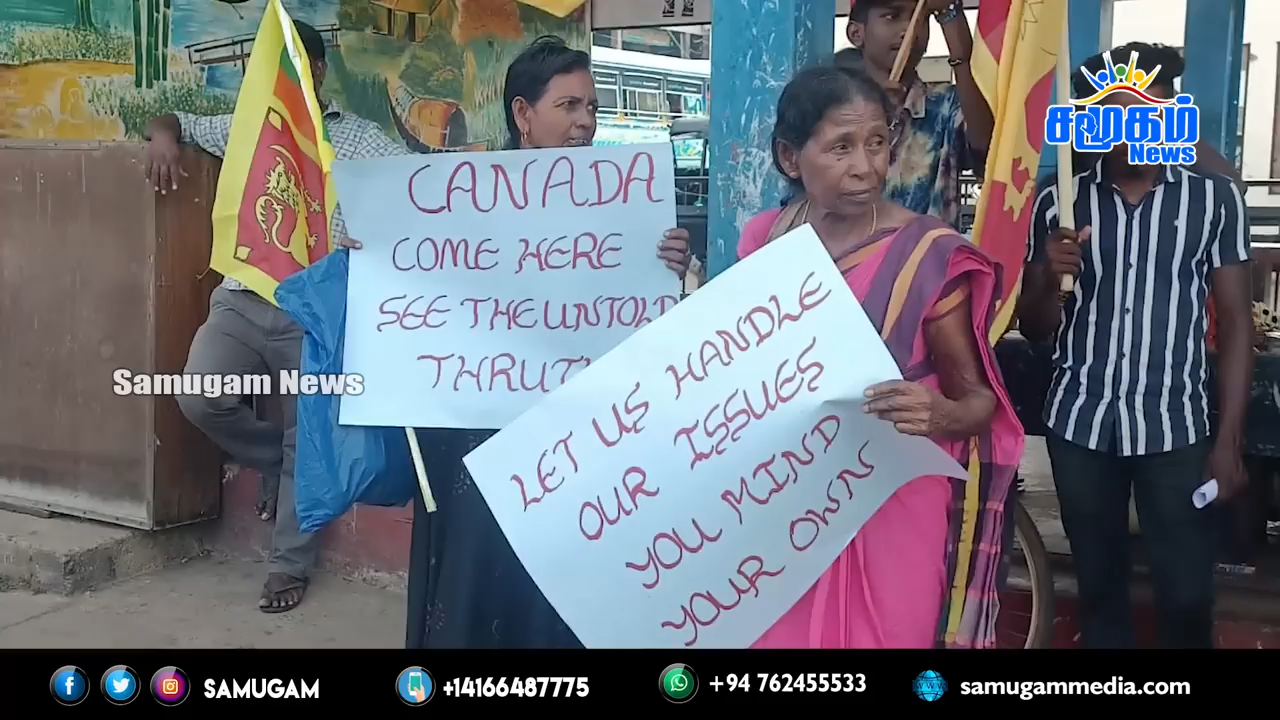 சமூகம்
News
CANADA
COME HERE
SEE THE UNTOLD
THRUTH
LET US HANDLE
OUR ISSUES
YOU MIND
YOUR OWN
Samugam News
SAMUGAM
+14166487775
+94 762455533
samugammedia.com